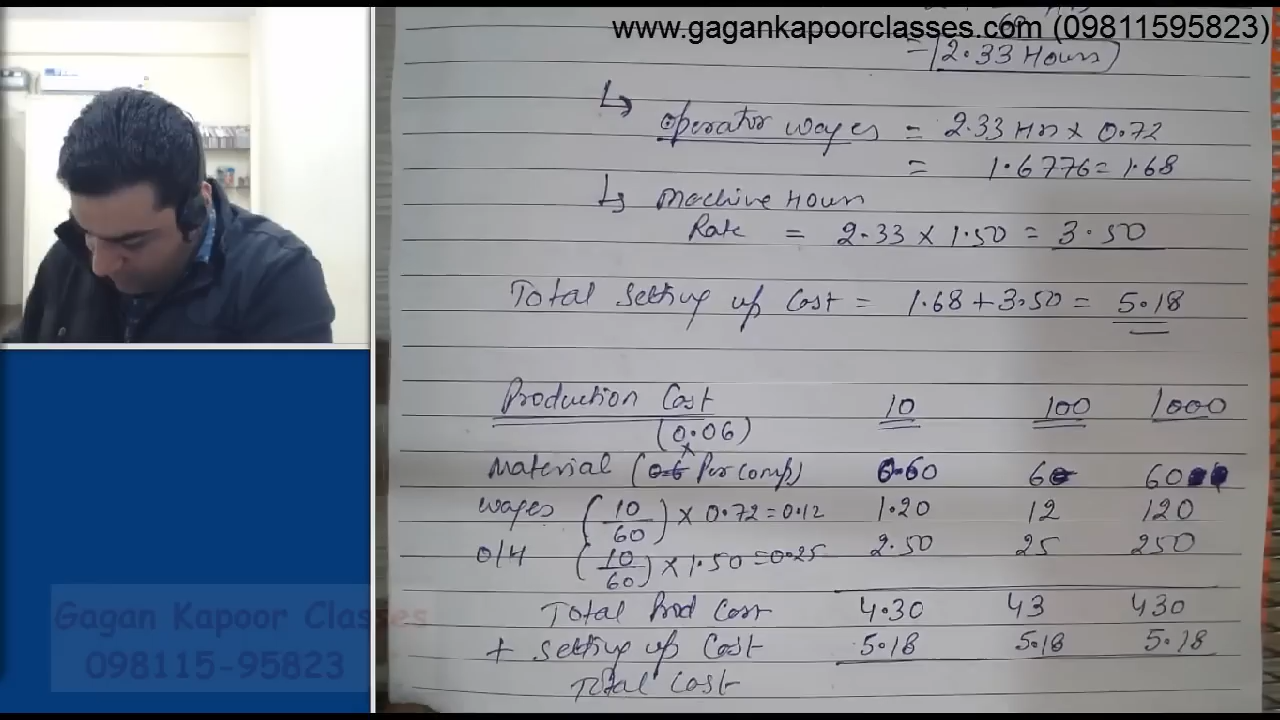 www.gagankapoorclasses.com (09811595823)
= 2.33 Hours
↳ operator wages = 2.33 Hrs × 0.72
= 1.6776 = 1.68
↳ Machine Hours
Rate = 2.33 × 1.50 = 3.50
Total Setting up Cost = 1.68 + 3.50 = 5.18
Production Cost 10 100 1000
(0.06)
Material ( Per comp) 0.60 6 60
wages (10/60) × 0.72 = 0.12 1.20 12 120
O/H (10/60) × 1.50 = 0.25 2.50 25 250
Total Prod Cost 4.30 43 430
+ Setting up Cost 5.18 5.18 5.18
Total Cost
Gagan Kapoor Classes
098115-95823